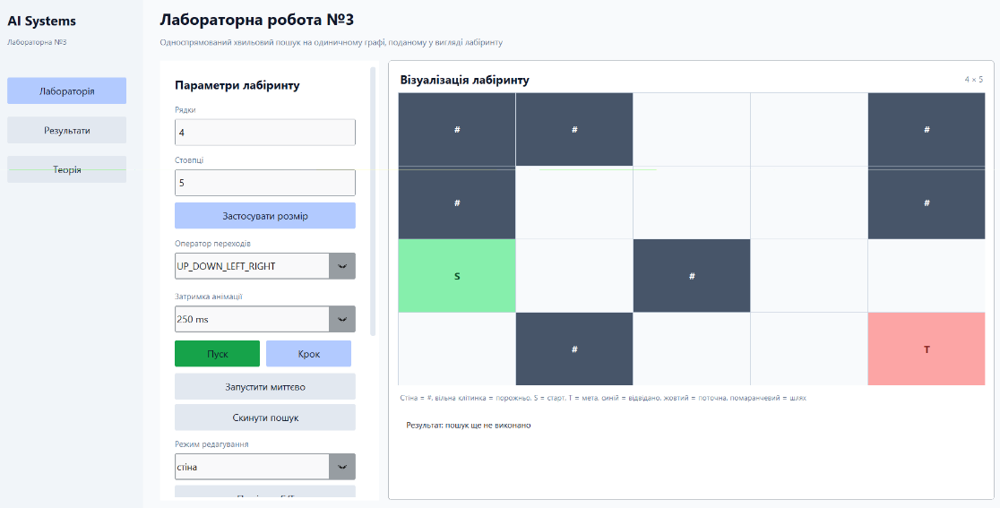 AI Systems
Лабораторна №3
Лабораторія
Результати
Теорія
Лабораторна робота №3
Односпрямований хвильовий пошук на одиничному графі, поданому у вигляді лабіринту
Параметри лабіринту
Рядки
4
Стовпці
5
Застосувати розмір
Оператор переходів
UP_DOWN_LEFT_RIGHT
Затримка анімації
250 ms
Пуск Крок
Запустити миттєво
Скинути пошук
Режим редагування
стіна
Візуалізація лабіринту 4 × 5
# # #
# #
S #
# T
Стіна = #, вільна клітинка = порожньо, S = старт, T = мета, синій = відвідано, жовтий = поточна, помаранчевий = шлях
Результат: пошук ще не виконано